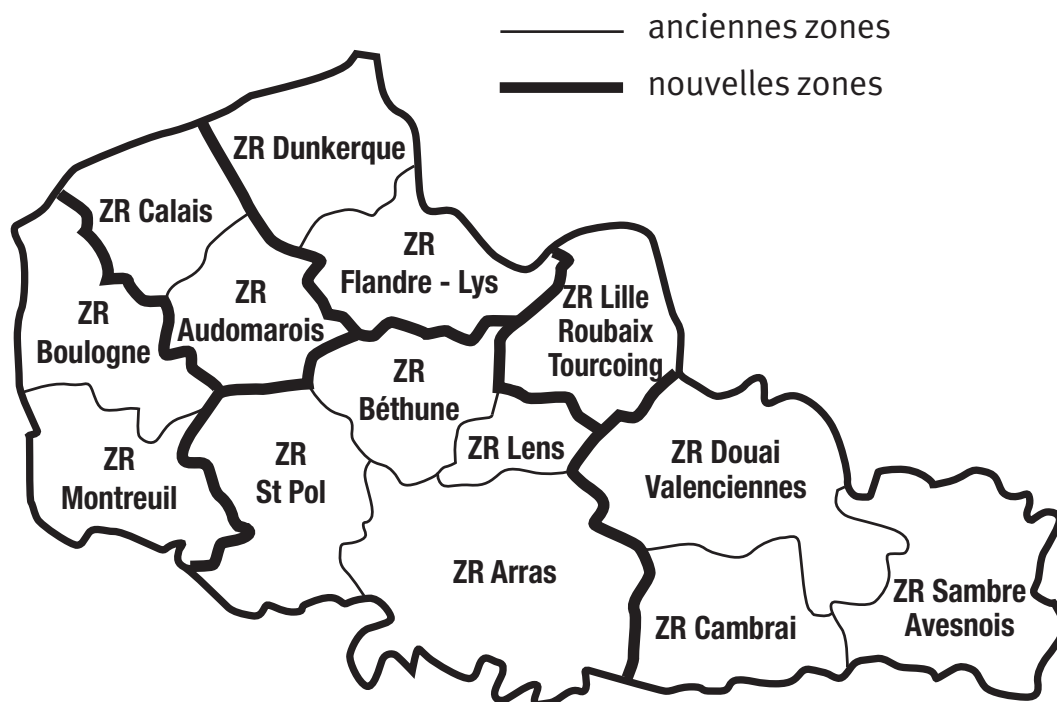 anciennes zones
nouvelles zones
ZR Dunkerque
ZR Calais
ZR
Flandre - Lys
ZR
Audomarois
ZR
Boulogne
ZR Lille
Roubaix
Tourcoing
ZR
Béthune
ZR Lens
ZR
Montreuil
ZR
St Pol
ZR Douai
Valenciennes
ZR Arras
ZR Cambrai
ZR Sambre
Avesnois